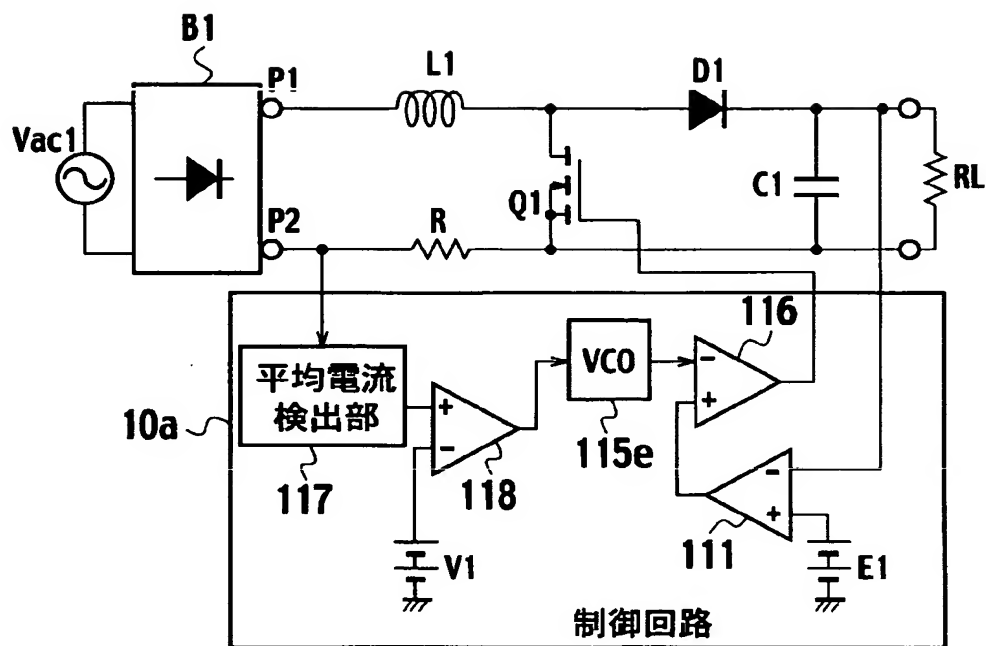 B1
P1
L1
D1
Vac1
C1
RL
Q1
P2
R
116
VCO
平均電流
検出部
+
-
-
+
10a
115e
117
118
-
+
111
V1
E1
制御回路